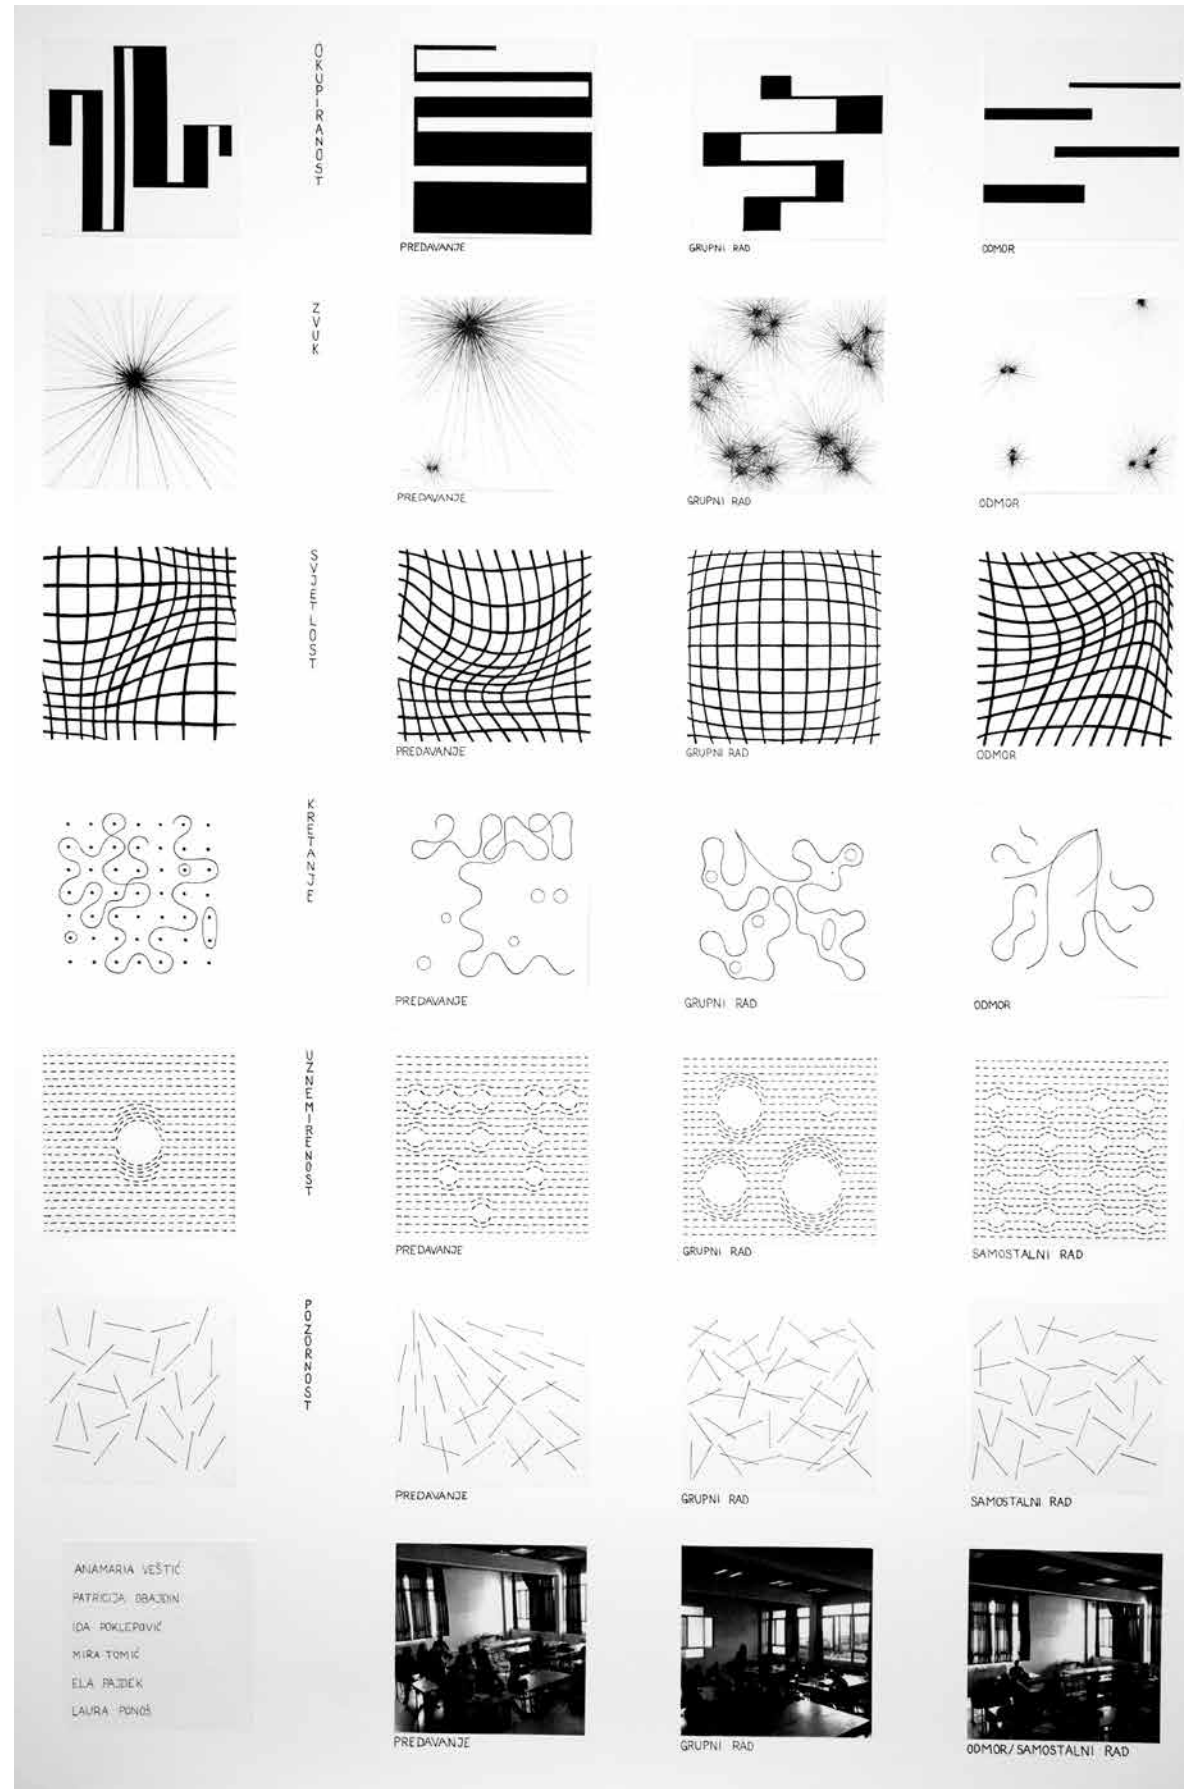 OKUPIRANOST
PREDAVANJE
GRUPNI RAD
ODMOR
ZVUK
PREDAVANJE
GRUPNI RAD
ODMOR
SVJETLOST
PREDAVANJE
GRUPNI RAD
ODMOR
KRETANJE
PREDAVANJE
GRUPNI RAD
ODMOR
UZNEMIRENOST
PREDAVANJE
GRUPNI RAD
SAMOSTALNI RAD
POZORNOST
PREDAVANJE
GRUPNI RAD
SAMOSTALNI RAD
ANAMARIA VEŠTIĆ
PATRICIJA OBAJDIN
IDA POKLEPOVIĆ
MIRA TOMIĆ
ELA PAJDEK
LAURA PONOŠ
PREDAVANJE
GRUPNI RAD
ODMOR/SAMOSTALNI RAD